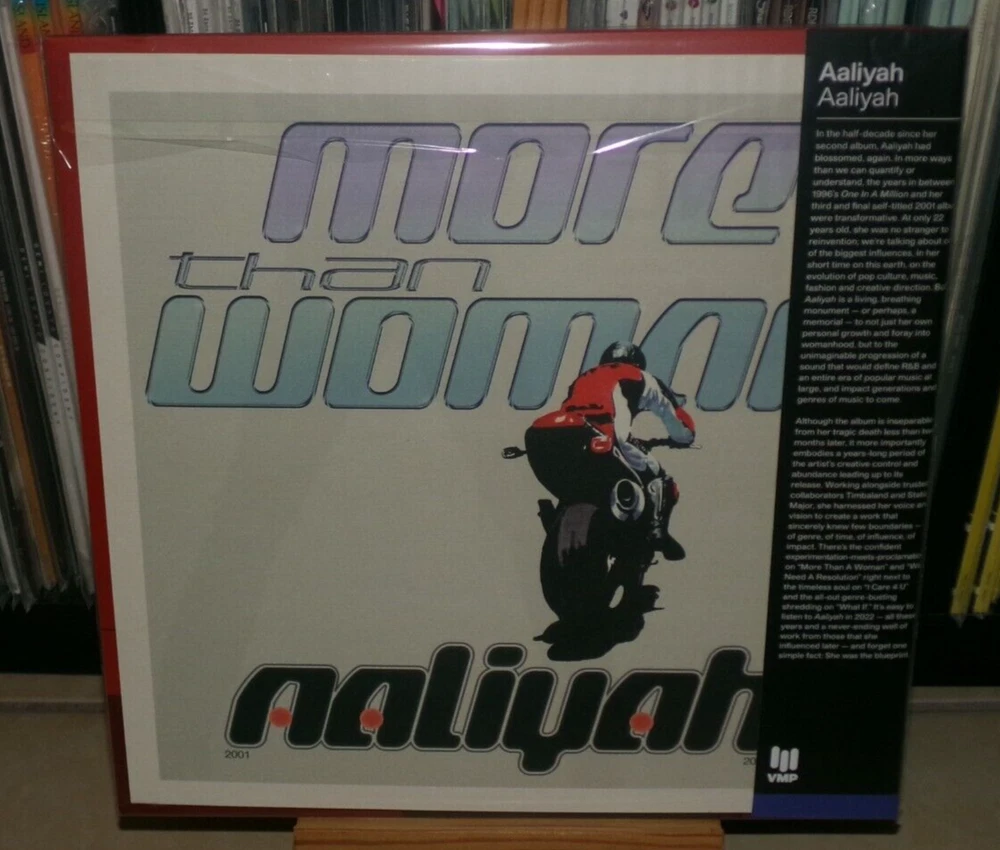 more
than
woman
aaliyah
2001
20
Aaliyah
Aaliyah
In the half-decade since her
second album, Aaliyah had
blossomed, again. In more ways
than we can quantify or
understand, the years in between
1996's One In A Million and her
third and final self-titled 2001 alb
were transformative. At only 22
years old, she was no stranger to
reinvention; we're talking about o
of the biggest influences, in her
short time on this earth, on the
evolution of pop culture, music,
fashion and creative direction. Bu
Aaliyah is a living, breathing
monument — or perhaps, a
memorial — to not just her own
personal growth and foray into
womanhood, but to the
unimaginable progression of a
sound that would define R&B and
an entire era of popular music at
large, and impact generations and
genres of music to come.
Although the album is inseparable
from her tragic death less than two
months later, it more importantly
embodies a years-long period of
the artist's creative control and
abundance leading up to its
release. Working alongside trusted
collaborators Timbaland and Stati
Major, she harnessed her voice an
vision to create a work that
sincerely knew few boundaries —
of genre, of time, of influence, of
impact. There's the confident
experimentation-meets-proclamation
on "More Than A Woman" and "We
Need A Resolution" right next to
the timeless soul on "I Care 4 U"
and the all-out genre-busting
shredding on "What If." It's easy to
listen to Aaliyah in 2022 — all these
years and a never-ending well of
work from those that she
influenced later — and forget one
simple fact: She was the blueprint.
VMP